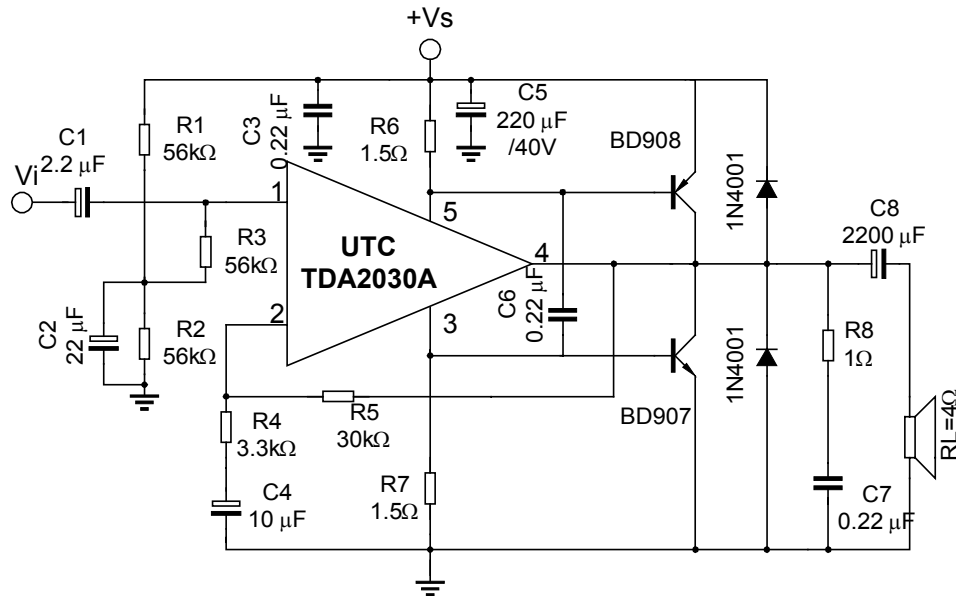 +Vs
C1
2.2 μF
Vi
R1
56kΩ
C3
0.22 μF
R6
1.5Ω
C5
220 μF
/40V
BD908
1N4001
C8
2200 μF
1
5
R3
56kΩ
UTC
TDA2030A
4
C6
0.22 μF
2
3
C2
22 μF
R2
56kΩ
R8
1Ω
1N4001
BD907
R4
3.3kΩ
R5
30kΩ
RL=4Ω
C4
10 μF
R7
1.5Ω
C7
0.22 μF